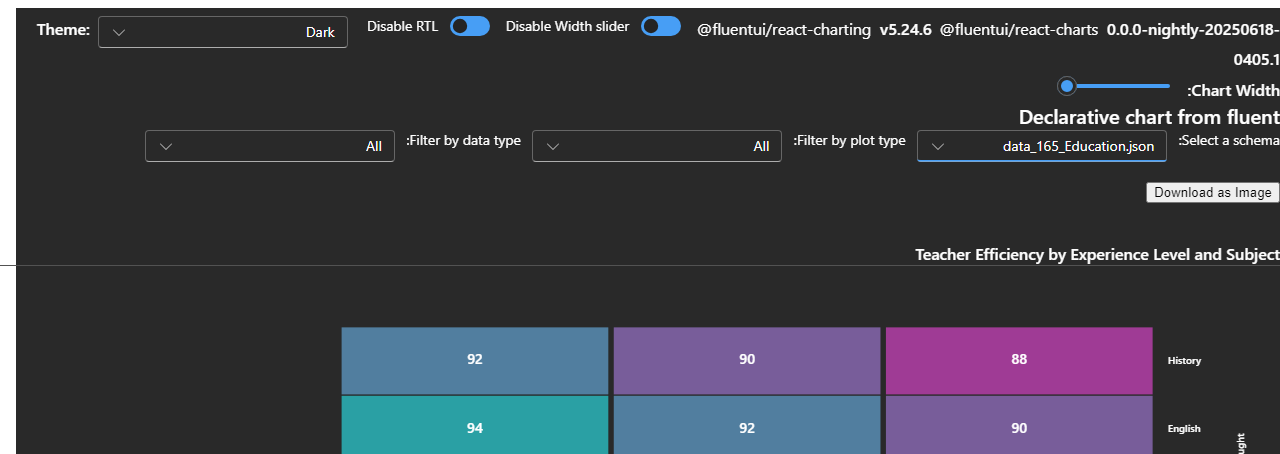 Theme: Dark Disable RTL Disable Width slider @fluentui/react-charting v5.24.6 @fluentui/react-charts 0.0.0-nightly-20250618-
0405.1
:Chart Width
Declarative chart from fluent
:Select a schema data_165_Education.json :Filter by plot type All :Filter by data type All
Download as Image
Teacher Efficiency by Experience Level and Subject
92 90 88 History
94 92 90 English